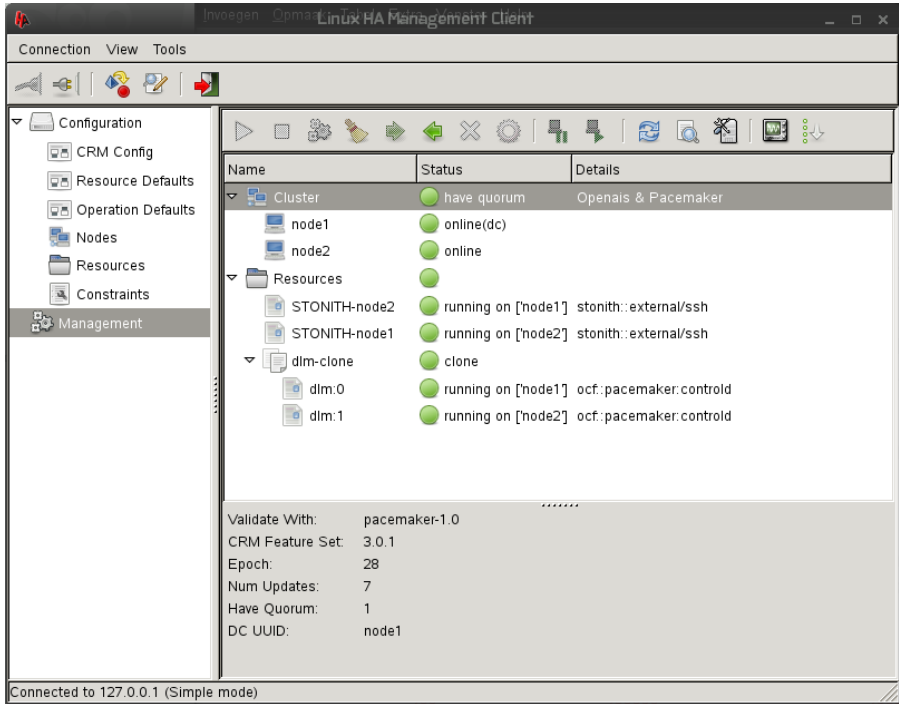 Linux HA Management Client
Connection View Tools
Configuration
CRM Config
Resource Defaults
Operation Defaults
Nodes
Resources
Constraints
Management
Name Status Details
Cluster have quorum Openais & Pacemaker
node1 online(dc)
node2 online
Resources
STONITH-node2 running on ['node1'] stonith::external/ssh
STONITH-node1 running on ['node2'] stonith::external/ssh
dlm-clone clone
dlm:0 running on ['node1'] ocf::pacemaker:controld
dlm:1 running on ['node2'] ocf::pacemaker:controld
Validate With: pacemaker-1.0
CRM Feature Set: 3.0.1
Epoch: 28
Num Updates: 7
Have Quorum: 1
DC UUID: node1
Connected to 127.0.0.1 (Simple mode)